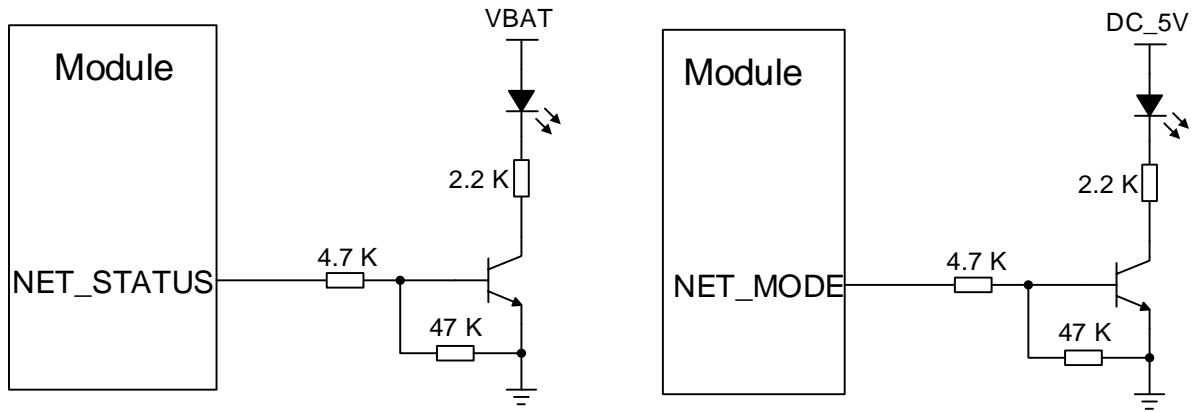 VBAT
Module
2.2 K
4.7 K
NET_STATUS
47 K
DC_5V
Module
2.2 K
4.7 K
NET_MODE
47 K